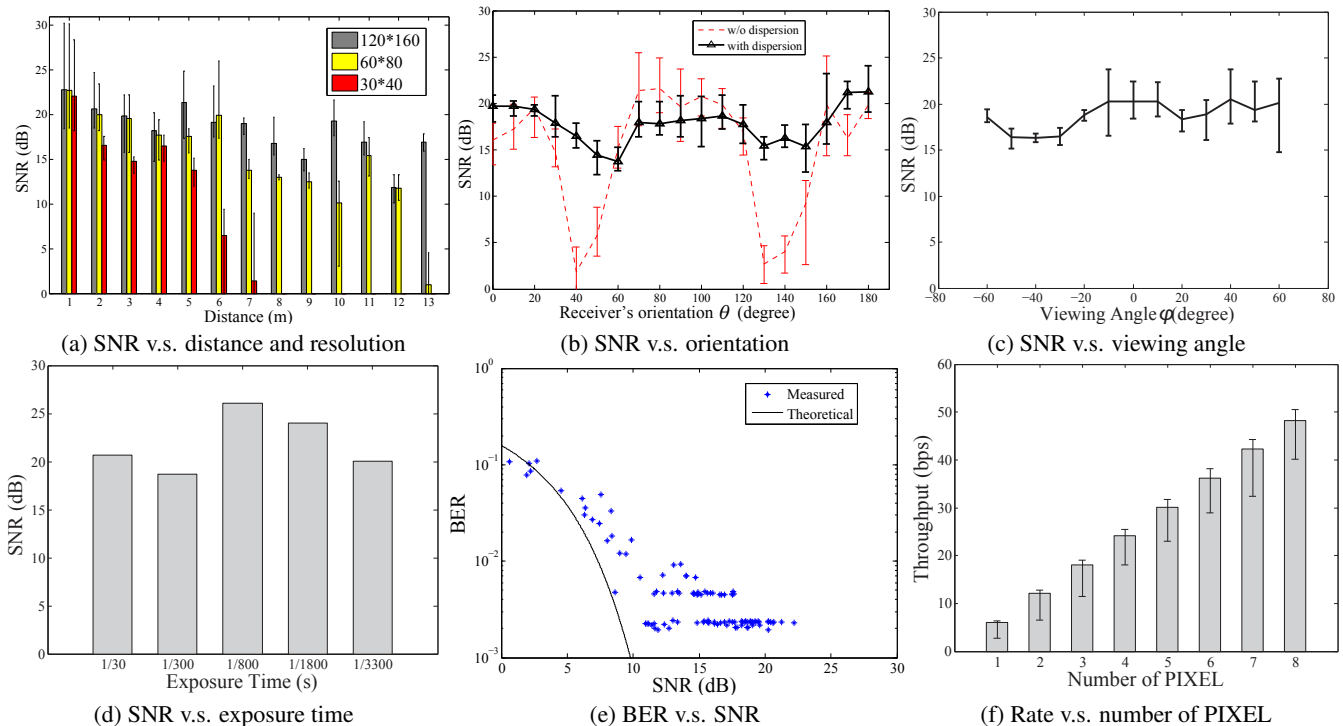 30
25
20
15
10
5
0
SNR (dB)
120*160
60*80
30*40
1 2 3 4 5 6 7 8 9 10 11 12 13
Distance (m)
(a) SNR v.s. distance and resolution
30
25
20
15
10
5
0
SNR (dB)
w/o dispersion
with dispersion
0 20 40 60 80 100 120 140 160 180
Receiver's orientation θ (degree)
(b) SNR v.s. orientation
30
25
20
15
10
5
0
SNR (dB)
−80 −60 −40 −20 0 20 40 60 80
Viewing Angle φ(degree)
(c) SNR v.s. viewing angle
30
25
20
15
10
5
0
SNR (dB)
1/30 1/300 1/800 1/1800 1/3300
Exposure Time (s)
(d) SNR v.s. exposure time
10^0
10^−1
10^−2
10^−3
BER
Measured
Theoretical
0 5 10 15 20 25 30
SNR (dB)
(e) BER v.s. SNR
60
50
40
30
20
10
0
Throughput (bps)
1 2 3 4 5 6 7 8
Number of PIXEL
(f) Rate v.s. number of PIXEL